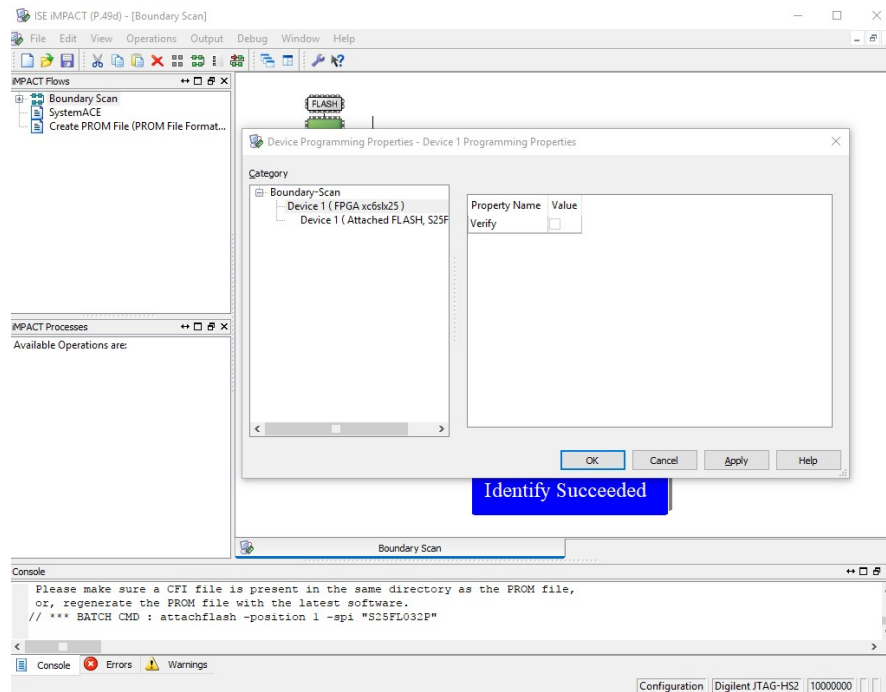 ISE iMPACT (P.49d) - [Boundary Scan]
File Edit View Operations Output Debug Window Help
iMPACT Flows
Boundary Scan
SystemACE
Create PROM File (PROM File Format...
FLASH
Device Programming Properties - Device 1 Programming Properties
Category
Boundary-Scan
Device 1 ( FPGA xc6slx25 )
Device 1 ( Attached FLASH, S25F
Property Name Value
Verify
OK Cancel Apply Help
iMPACT Processes
Available Operations are:
Identify Succeeded
Boundary Scan
Console
Please make sure a CFI file is present in the same directory as the PROM file,
or, regenerate the PROM file with the latest software.
// *** BATCH CMD : attachflash -position 1 -spi "S25FL032P"
Console Errors Warnings
Configuration Digilent JTAG-HS2 10000000